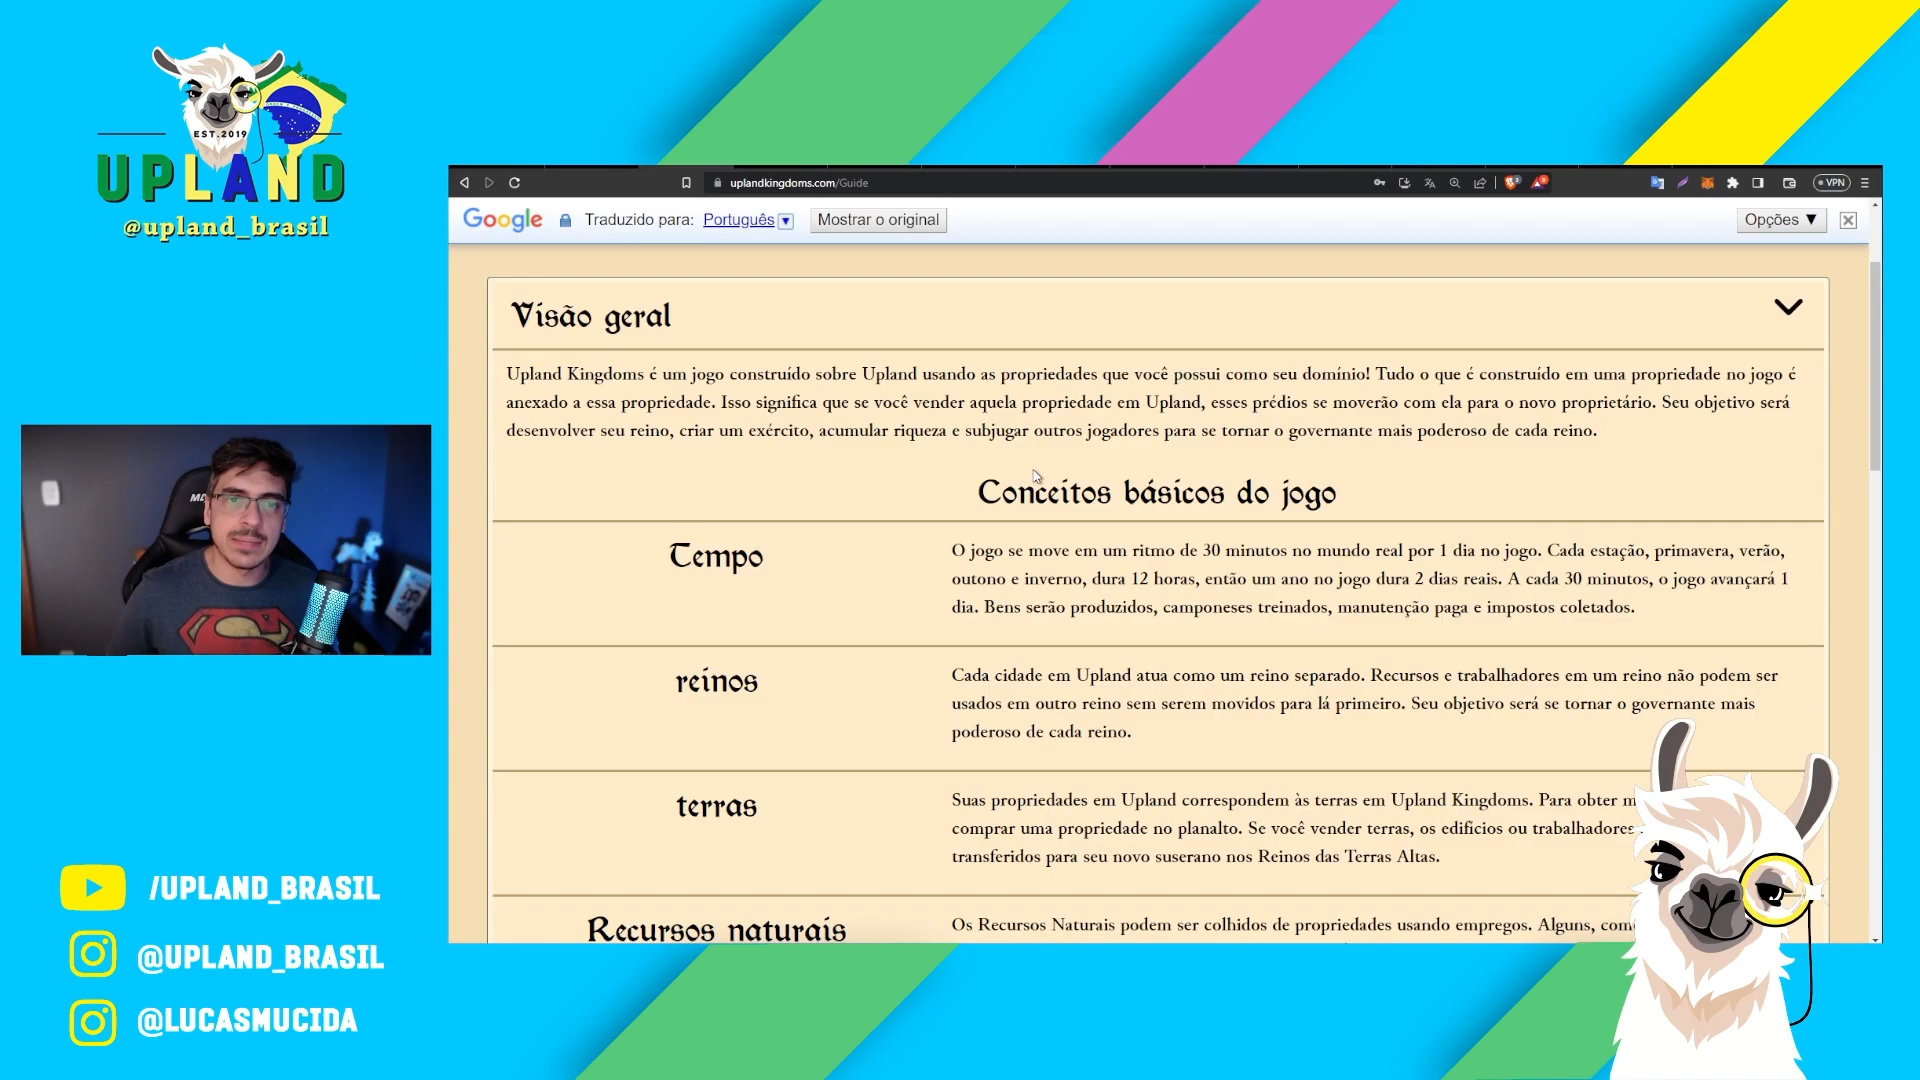 EST.2019
UPLAND
@upland_brasil
uplandkingdoms.com/Guide
VPN
Google
Traduzido para: Português
Mostrar o original
Opções ▼
Visão geral
Upland Kingdoms é um jogo construído sobre Upland usando as propriedades que você possui como seu domínio! Tudo o que é construído em uma propriedade no jogo é
anexado a essa propriedade. Isso significa que se você vender aquela propriedade em Upland, esses prédios se moverão com ela para o novo proprietário. Seu objetivo será
desenvolver seu reino, criar um exército, acumular riqueza e subjugar outros jogadores para se tornar o governante mais poderoso de cada reino.
Conceitos básicos do jogo
Tempo
O jogo se move em um ritmo de 30 minutos no mundo real por 1 dia no jogo. Cada estação, primavera, verão,
outono e inverno, dura 12 horas, então um ano no jogo dura 2 dias reais. A cada 30 minutos, o jogo avançará 1
dia. Bens serão produzidos, camponeses treinados, manutenção paga e impostos coletados.
reinos
Cada cidade em Upland atua como um reino separado. Recursos e trabalhadores em um reino não podem ser
usados em outro reino sem serem movidos para lá primeiro. Seu objetivo será se tornar o governante mais
poderoso de cada reino.
terras
Suas propriedades em Upland correspondem às terras em Upland Kingdoms. Para obter
comprar uma propriedade no planalto. Se você vender terras, os edifícios ou trabalhadores
transferidos para seu novo suserano nos Reinos das Terras Altas.
Recursos naturais
Os Recursos Naturais podem ser colhidos de propriedades usando empregos. Alguns,
/UPLAND_BRASIL
@UPLAND_BRASIL
@LUCASMUCIDA